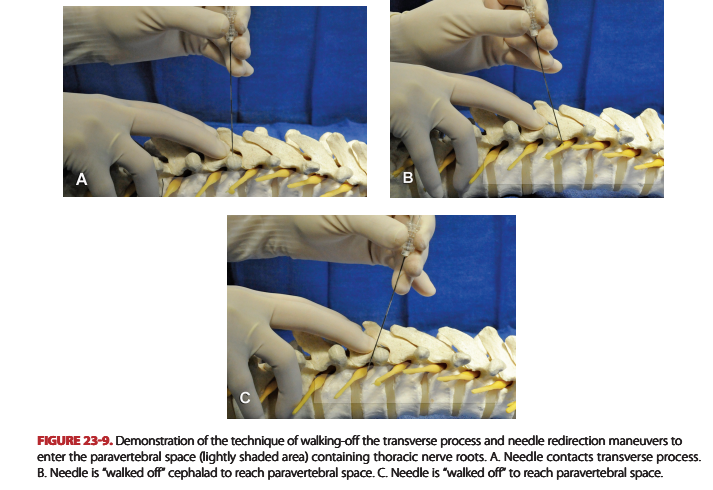 A
B
C
FIGURE 23-9. Demonstration of the technique of walking-off the transverse process and needle redirection maneuvers to
enter the paravertebral space (lightly shaded area) containing thoracic nerve roots. A. Needle contacts transverse process.
B. Needle is “walked off” cephalad to reach paravertebral space. C. Needle is “walked off” to reach paravertebral space.